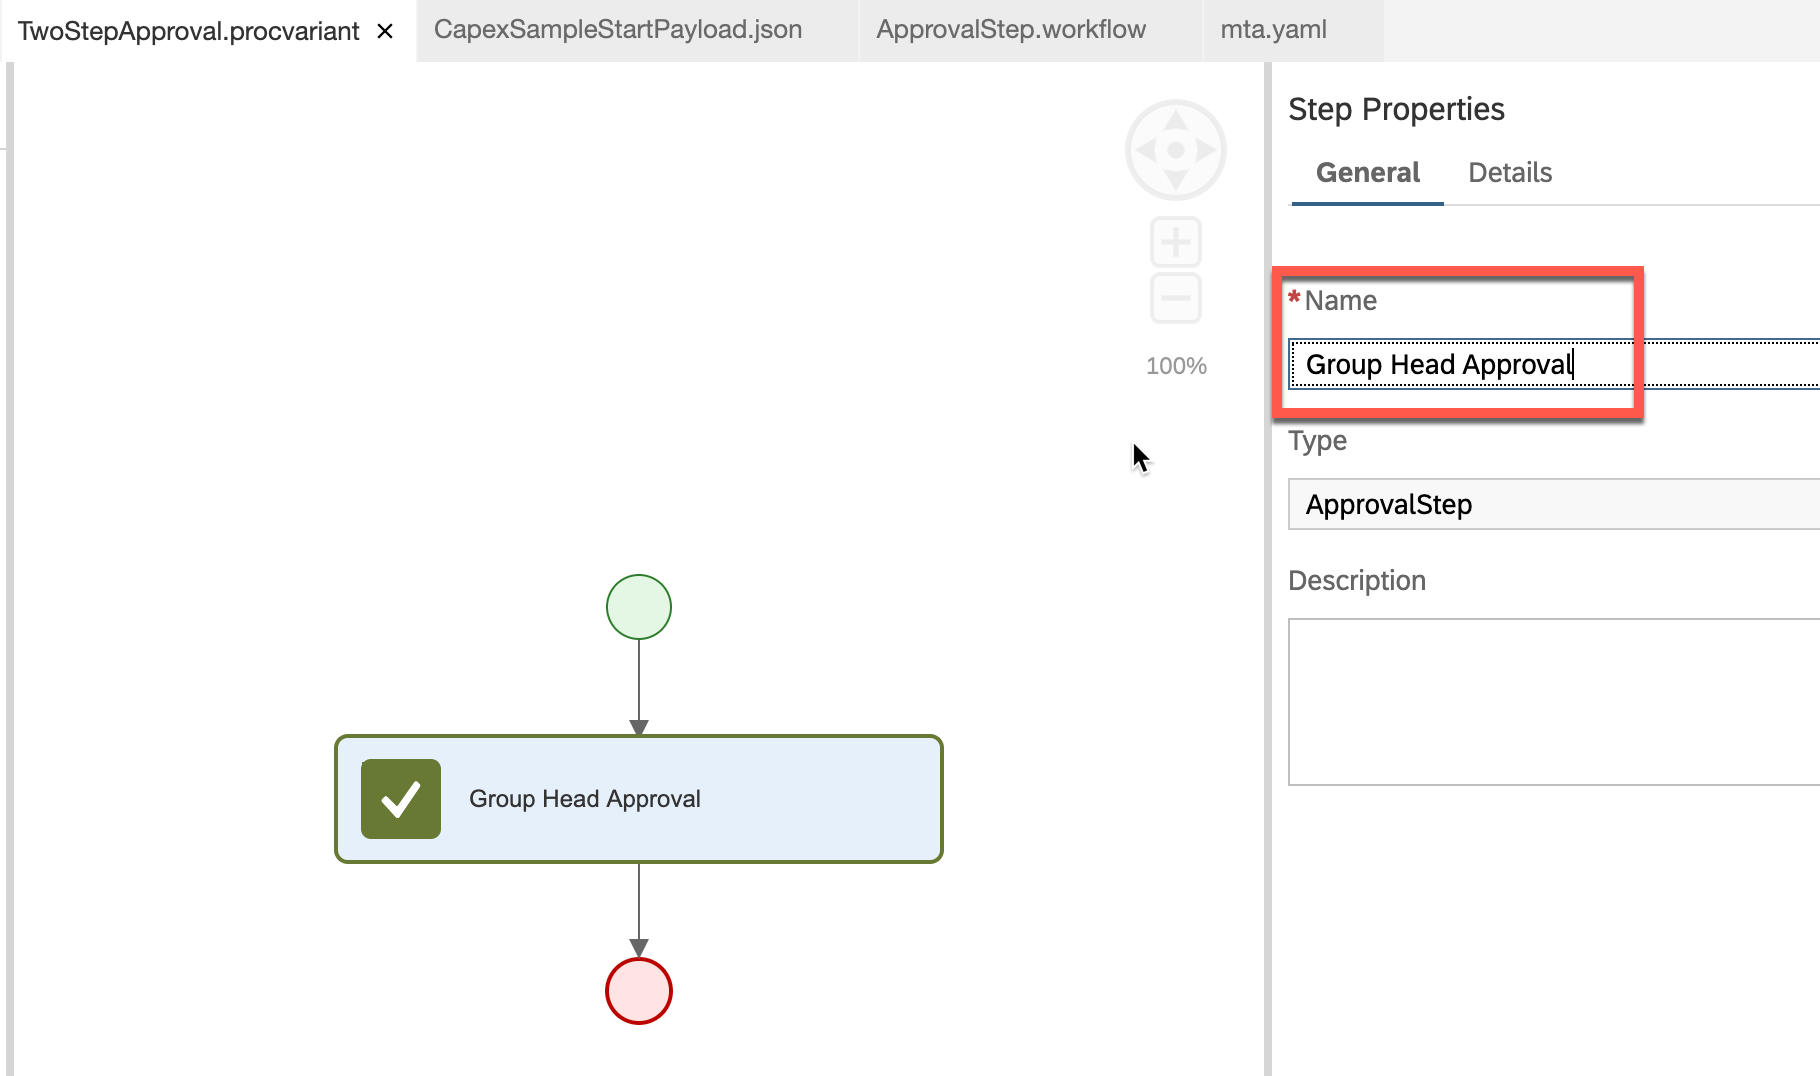 TwoStepApproval.procvariant
CapexSampleStartPayload.json
ApprovalStep.workflow
mta.yaml
100%
Group Head Approval
Step Properties
General
Details
* Name
Group Head Approval
Type
ApprovalStep
Description